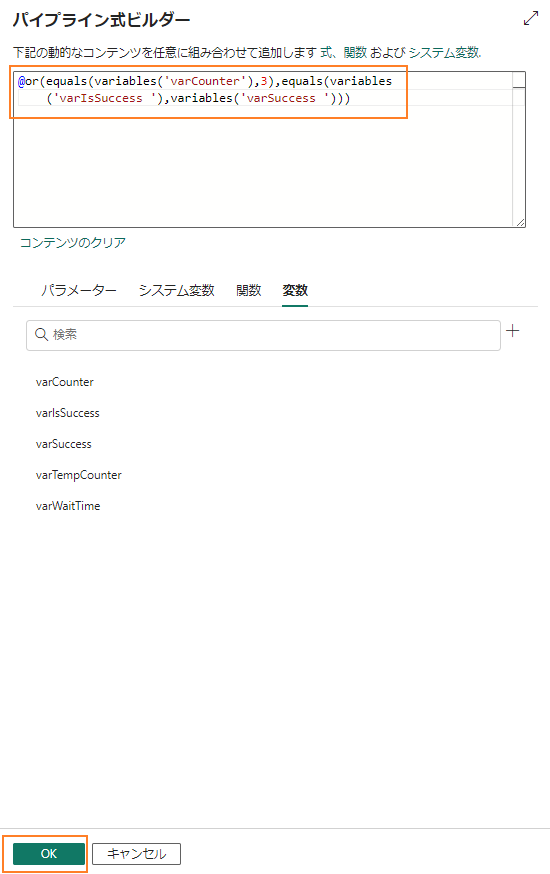 パイプライン式ビルダー
下記の動的なコンテンツを任意に組み合わせて追加します 式、関数 および システム変数.
@or(equals(variables('varCounter'),3),equals(variables
('varIsSuccess '),variables('varSuccess ')))
コンテンツのクリア
パラメーター システム変数 関数 変数
検索
varCounter
varIsSuccess
varSuccess
varTempCounter
varWaitTime
OK キャンセル